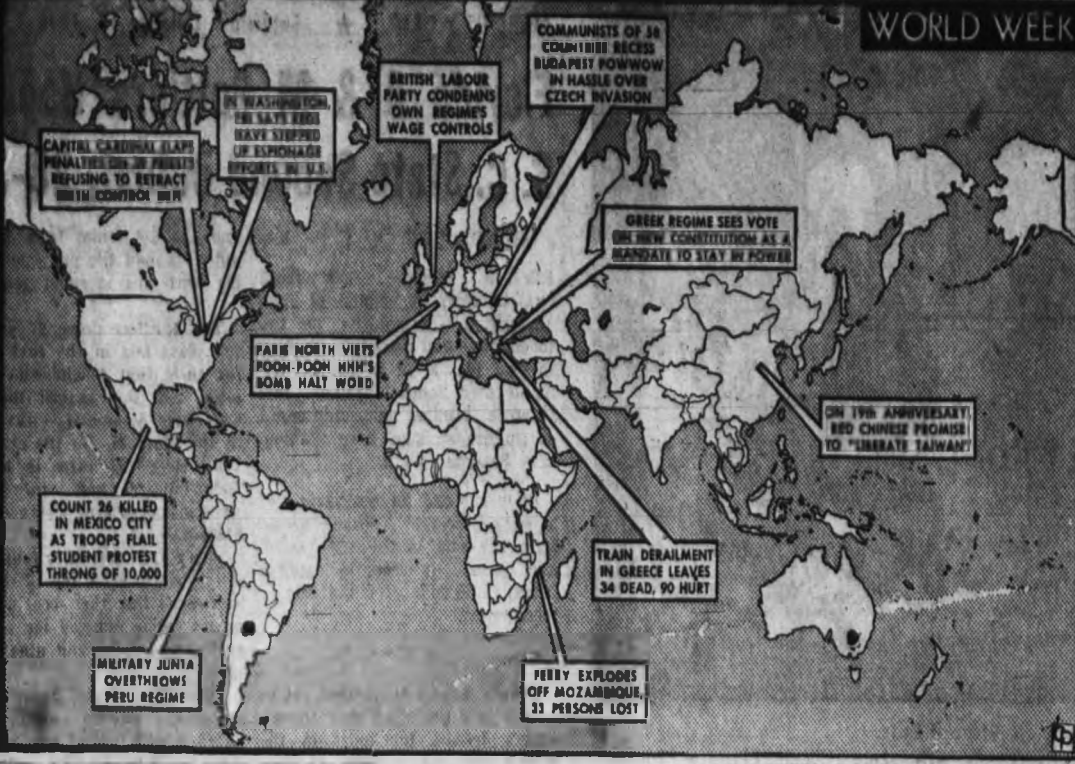 WORLD WEEK
COMMUNISTS OF 58
COUNTRIES RECESS
BUDAPEST POWWOW
IN HASSLE OVER
CZECH INVASION
BRITISH LABOUR
PARTY CONDEMNS
OWN REGIME'S
WAGE CONTROLS
IN WASHINGTON,
FBI SAYS REDS
HAVE STEPPED
UP ESPIONAGE
EFFORTS IN U.S.
CAPITAL CARDINAL SLAPS
PENALTIES ON PRIESTS
REFUSING TO RETRACT
CONTROL
GREEK REGIME SEES VOTE
ON NEW CONSTITUTION AS A
MANDATE TO STAY IN POWER
PARIS NORTH VIETS
POOH-POOH HHH'S
BOMB HALT WORD
ON 19th ANNIVERSARY,
RED CHINESE PROMISE
TO "LIBERATE TAIWAN"
COUNT 26 KILLED
IN MEXICO CITY
AS TROOPS FLAIL
STUDENT PROTEST
THRONG OF 10,000
TRAIN DERAILMENT
IN GREECE LEAVES
34 DEAD, 90 HURT
MILITARY JUNTA
OVERTHROWS
PERU REGIME
FERRY EXPLODES
OFF MOZAMBIQUE,
33 PERSONS LOST